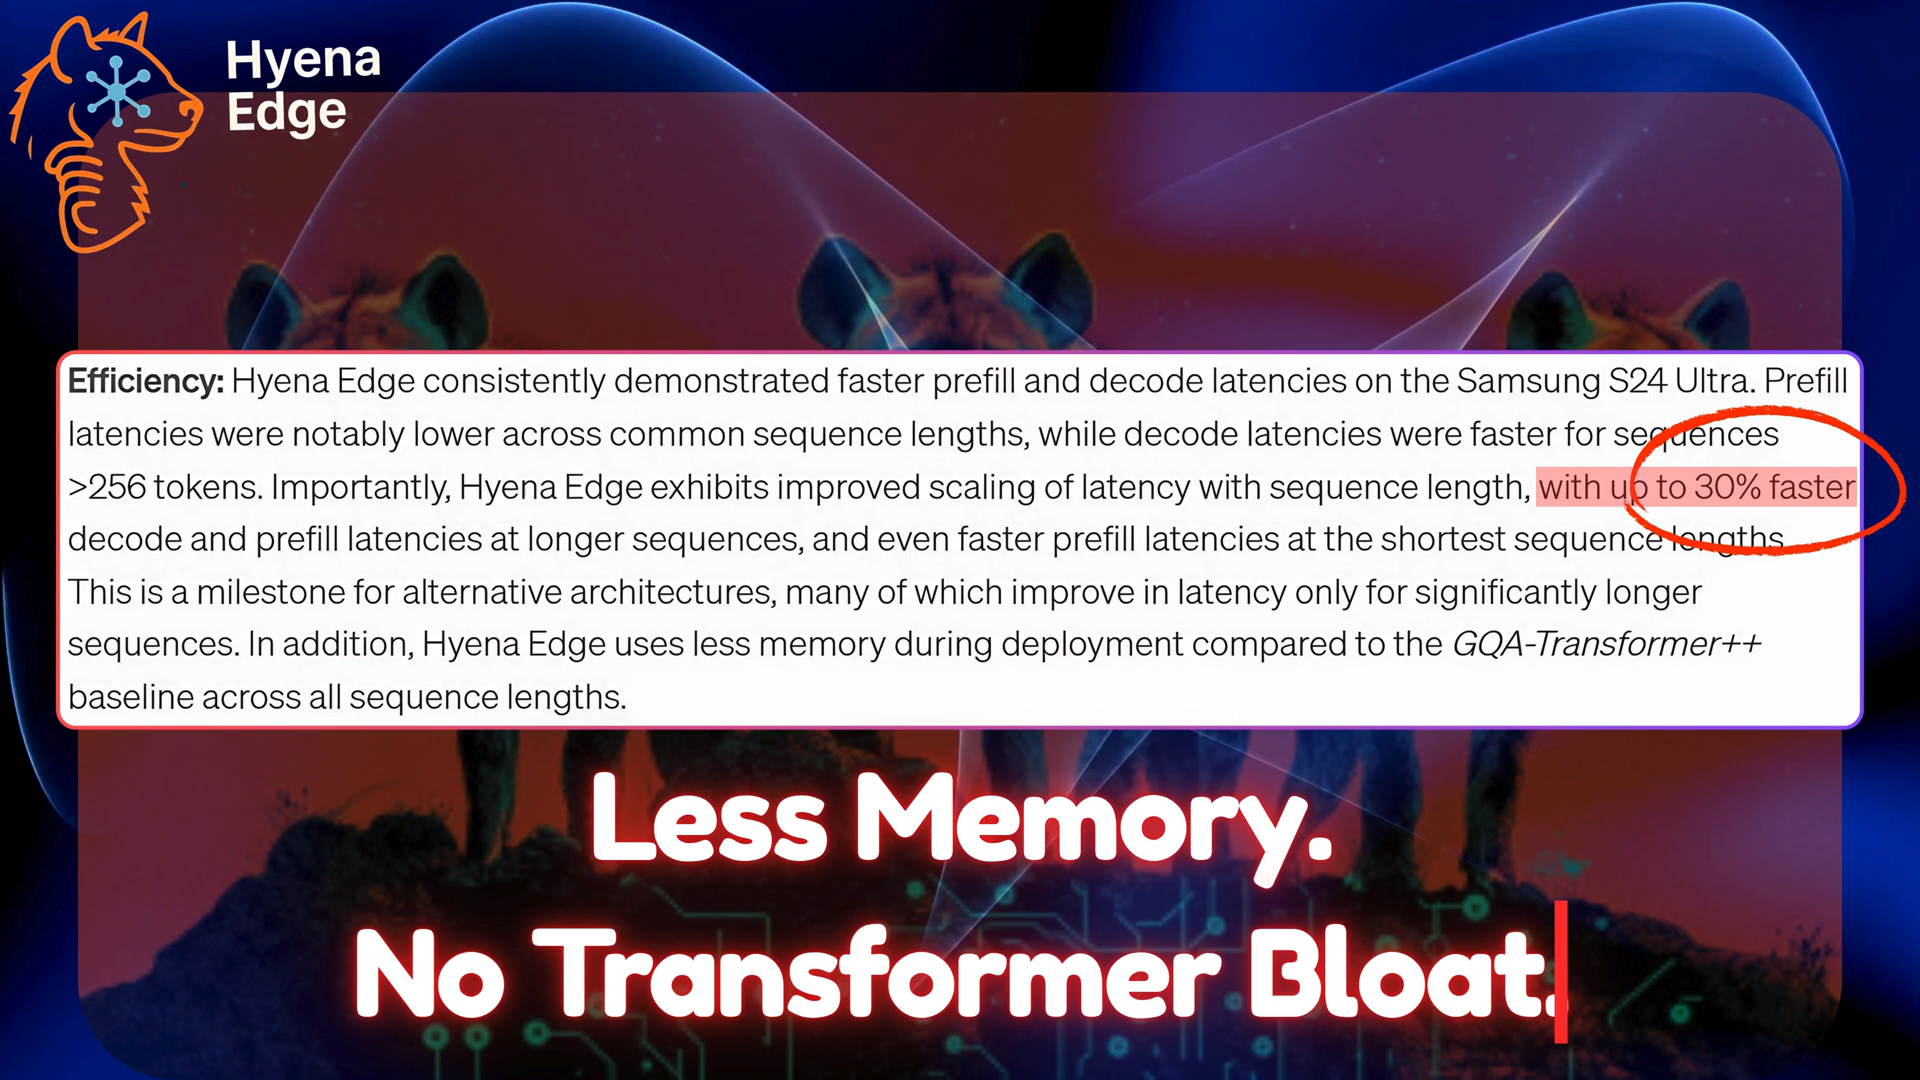 Hyena
Edge
Efficiency: Hyena Edge consistently demonstrated faster prefill and decode latencies on the Samsung S24 Ultra. Prefill
latencies were notably lower across common sequence lengths, while decode latencies were faster for sequences
>256 tokens. Importantly, Hyena Edge exhibits improved scaling of latency with sequence length, with up to 30% faster
decode and prefill latencies at longer sequences, and even faster prefill latencies at the shortest sequence lengths.
This is a milestone for alternative architectures, many of which improve in latency only for significantly longer
sequences. In addition, Hyena Edge uses less memory during deployment compared to the GQA-Transformer++
baseline across all sequence lengths.
Less Memory.
No Transformer Bloat.